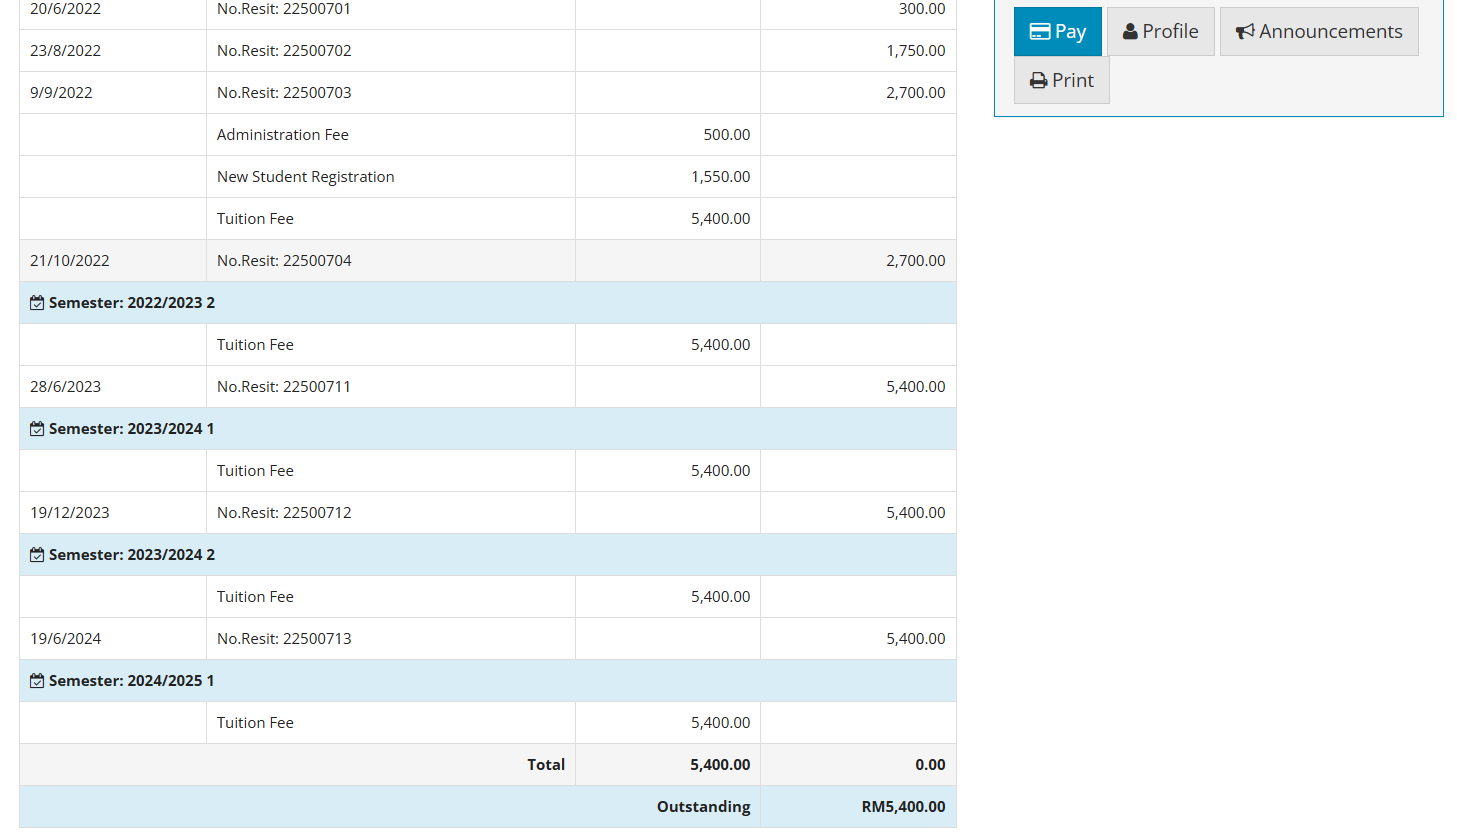 20/6/2022 No.Resit: 22500701 300.00
23/8/2022 No.Resit: 22500702 1,750.00
9/9/2022 No.Resit: 22500703 2,700.00
Administration Fee 500.00
New Student Registration 1,550.00
Tuition Fee 5,400.00
21/10/2022 No.Resit: 22500704 2,700.00
Semester: 2022/2023 2
Tuition Fee 5,400.00
28/6/2023 No.Resit: 22500711 5,400.00
Semester: 2023/2024 1
Tuition Fee 5,400.00
19/12/2023 No.Resit: 22500712 5,400.00
Semester: 2023/2024 2
Tuition Fee 5,400.00
19/6/2024 No.Resit: 22500713 5,400.00
Semester: 2024/2025 1
Tuition Fee 5,400.00
Total 5,400.00 0.00
Outstanding RM5,400.00
Pay Profile Announcements
Print